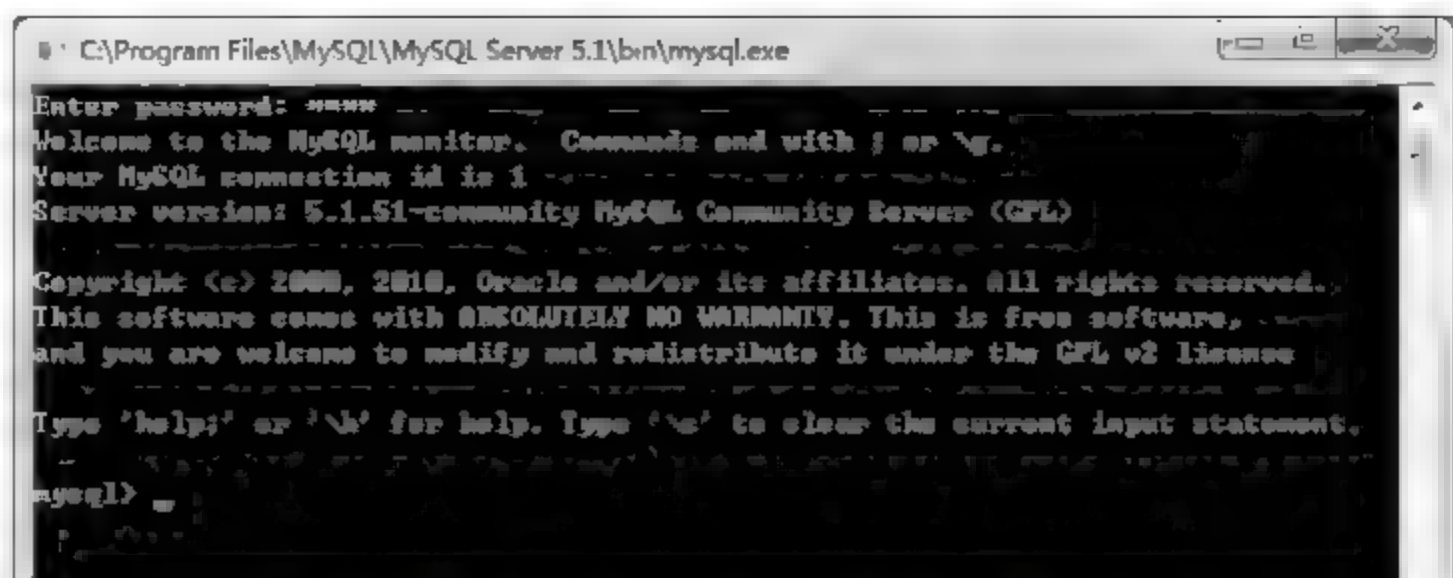 C:\Program Files\MySQL\MySQL Server 5.1\bin\mysql.exe
Enter password: ****
Welcome to the MySQL monitor.  Commands end with ; or \g.
Your MySQL connection id is 1
Server version: 5.1.51-community MySQL Community Server (GPL)
Copyright (c) 2000, 2010, Oracle and/or its affiliates. All rights reserved.
This software comes with ABSOLUTELY NO WARRANTY. This is free software,
and you are welcome to modify and redistribute it under the GPL v2 license
Type 'help;' or '\h' for help. Type '\c' to clear the current input statement.
mysql> _